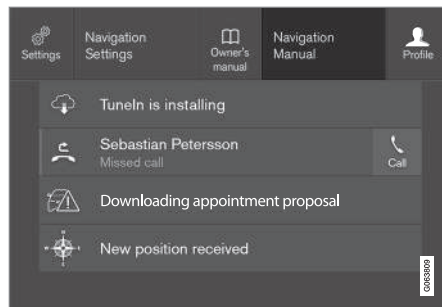 Settings
Navigation
Settings
Owner's
manual
Navigation
Manual
Profile
TuneIn is installing
Sebastian Petersson
Missed call
Call
Downloading appointment proposal
New position received
G063809